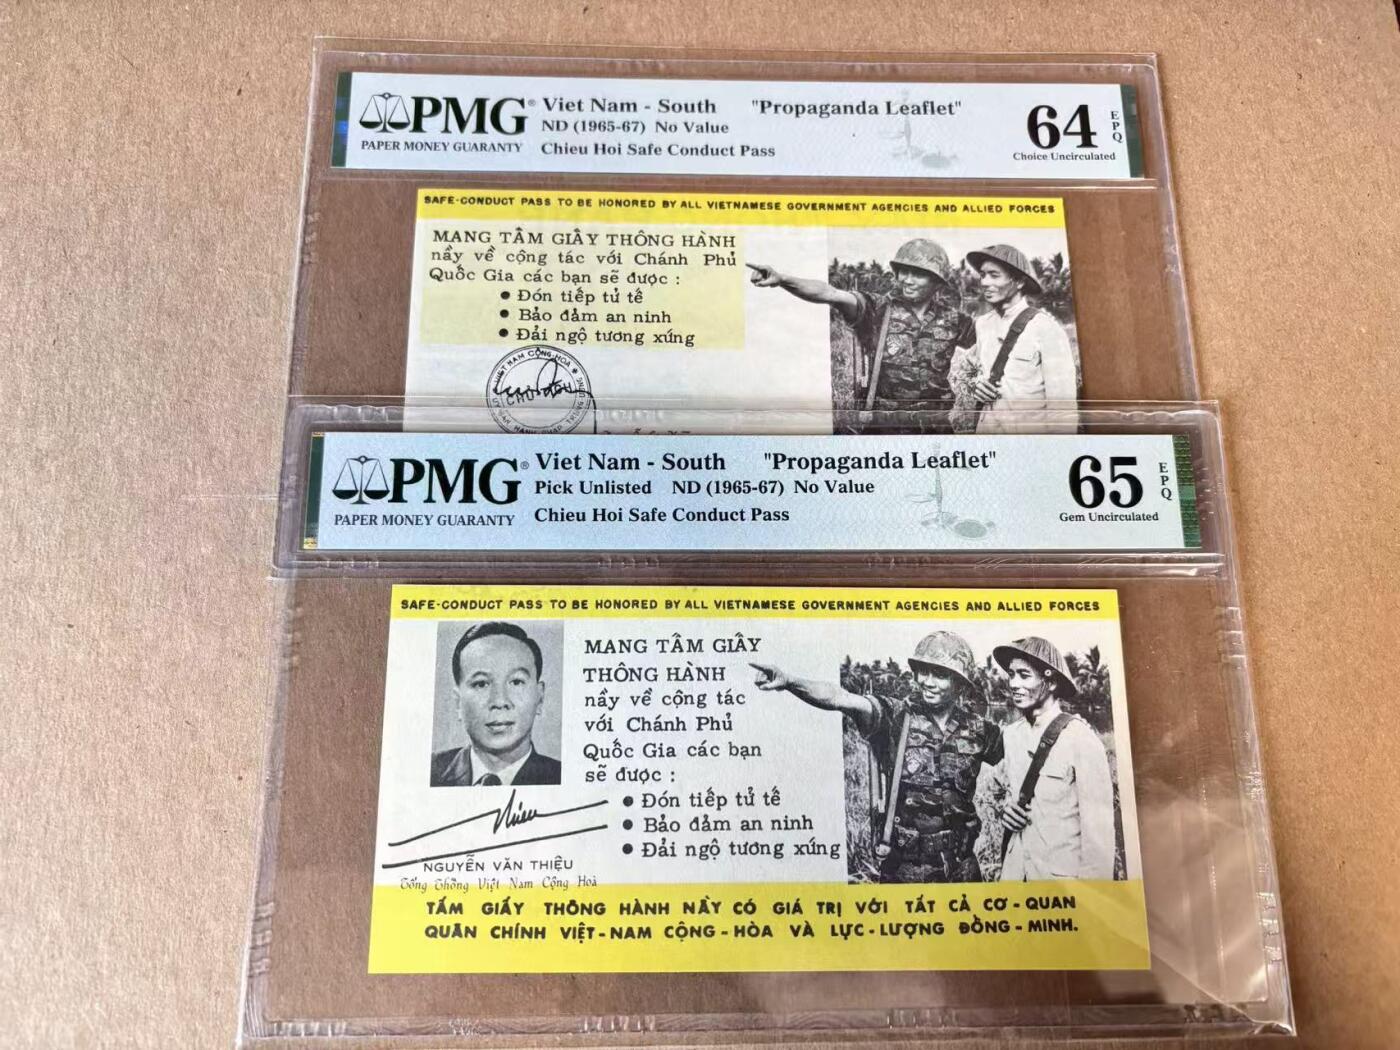 PMG® Viet Nam - South "Propaganda Leaflet" 64 EPQ
ND (1965-67) No Value
PAPER MONEY GUARANTY Chieu Hoi Safe Conduct Pass Choice Uncirculated
SAFE-CONDUCT PASS TO BE HONORED BY ALL VIETNAMESE GOVERNMENT AGENCIES AND ALLIED FORCES
MANG TẤM GIẤY THÔNG HÀNH
nầy về cộng tác với Chánh Phủ
Quốc Gia các bạn sẽ được :
● Đón tiếp tử tế
● Bảo đảm an ninh
● Đải ngộ tương xứng
PMG® Viet Nam - South "Propaganda Leaflet" 65 EPQ
Pick Unlisted ND (1965-67) No Value
PAPER MONEY GUARANTY Chieu Hoi Safe Conduct Pass Gem Uncirculated
SAFE-CONDUCT PASS TO BE HONORED BY ALL VIETNAMESE GOVERNMENT AGENCIES AND ALLIED FORCES
MANG TẤM GIẤY
THÔNG HÀNH
nầy về cộng tác
với Chánh Phủ
Quốc Gia các bạn
sẽ được :
● Đón tiếp tử tế
● Bảo đảm an ninh
● Đải ngộ tương xứng
NGUYỄN VĂN THIỆU
Tổng Thống Việt Nam Cộng Hoà
TẤM GIẤY THÔNG HÀNH NẦY CÓ GIÁ TRỊ VỚI TẤT CẢ CƠ - QUAN
QUÂN CHÍNH VIỆT - NAM CỘNG - HÒA VÀ LỰC - LƯỢNG ĐỒNG - MINH.